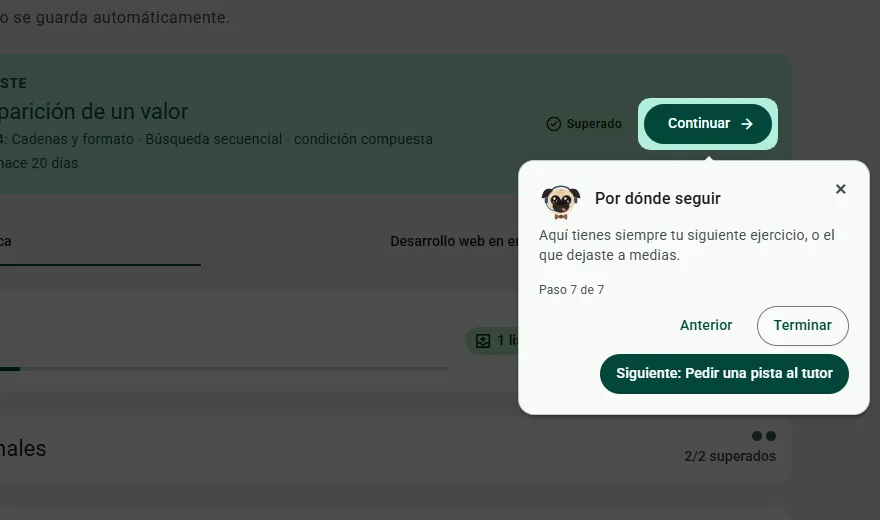 o se guarda automáticamente.
STE
parición de un valor
4: Cadenas y formato · Búsqueda secuencial · condición compuesta
hace 20 días
Superado
Continuar
Por dónde seguir
Aquí tienes siempre tu siguiente ejercicio, o el
que dejaste a medias.
Paso 7 de 7
Anterior
Terminar
Siguiente: Pedir una pista al tutor
ca
Desarrollo web en en
1 lis
nales
2/2 superados